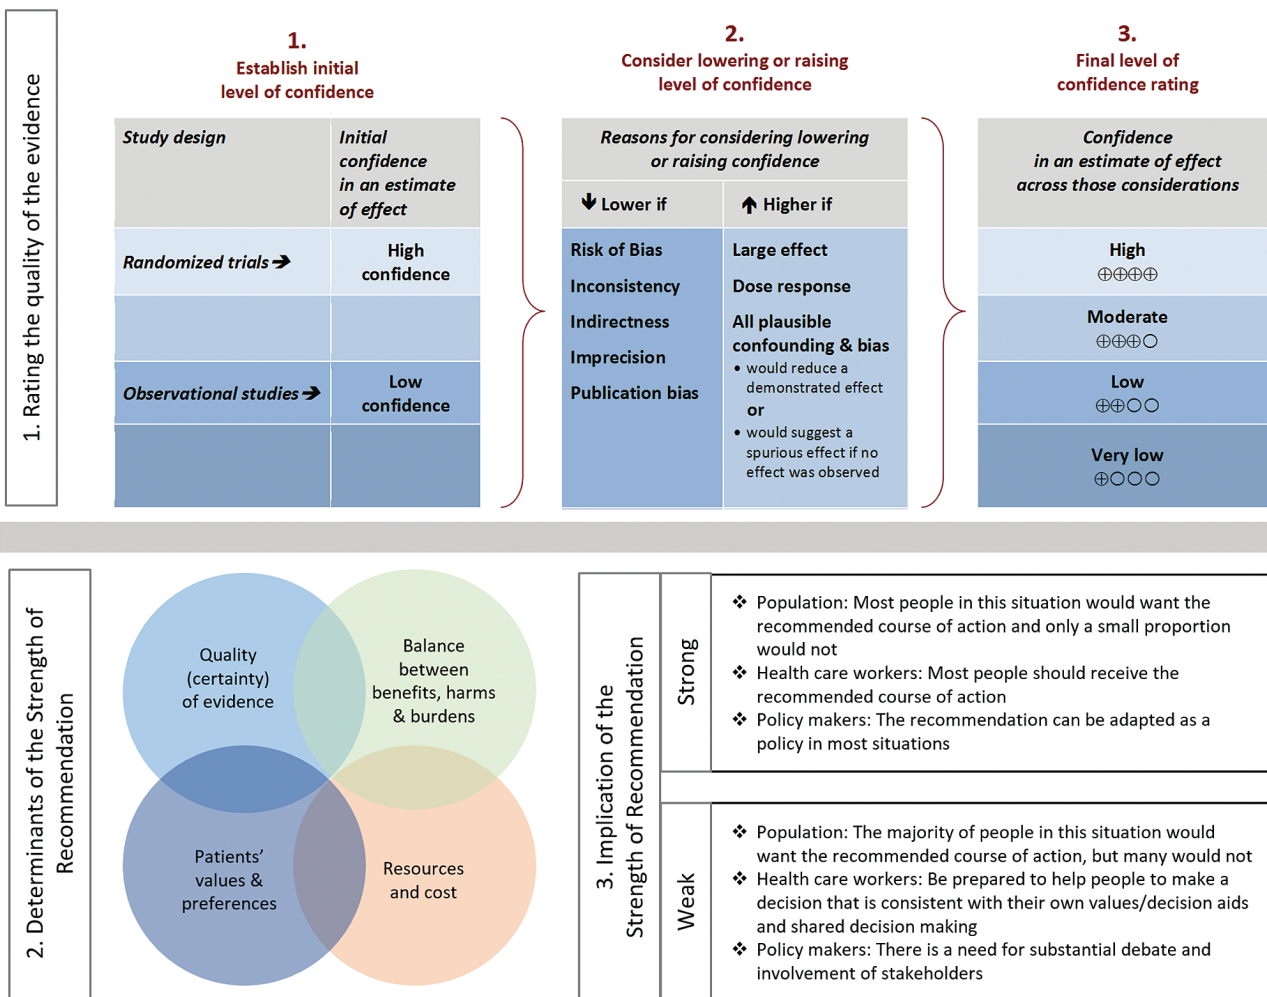 1. Rating the quality of the evidence
1.
Establish initial
level of confidence
Study design
Initial
confidence
in an estimate
of effect
Randomized trials ➔
High
confidence
Observational studies ➔
Low
confidence
2.
Consider lowering or raising
level of confidence
Reasons for considering lowering
or raising confidence
🡇 Lower if
🡅 Higher if
Risk of Bias
Inconsistency
Indirectness
Imprecision
Publication bias
Large effect
Dose response
All plausible
confounding & bias
• would reduce a
demonstrated effect
or
• would suggest a
spurious effect if no
effect was observed
3.
Final level of
confidence rating
Confidence
in an estimate of effect
across those considerations
High
⊕⊕⊕⊕
Moderate
⊕⊕⊕○
Low
⊕⊕○○
Very low
⊕○○○
2. Determinants of the Strength of
Recommendation
Quality
(certainty)
of evidence
Balance
between
benefits, harms
& burdens
Patients’
values &
preferences
Resources
and cost
3. Implication of the
Strength of Recommendation
Strong
❖ Population: Most people in this situation would want the
recommended course of action and only a small proportion
would not
❖ Health care workers: Most people should receive the
recommended course of action
❖ Policy makers: The recommendation can be adapted as a
policy in most situations
Weak
❖ Population: The majority of people in this situation would
want the recommended course of action, but many would not
❖ Health care workers: Be prepared to help people to make a
decision that is consistent with their own values/decision aids
and shared decision making
❖ Policy makers: There is a need for substantial debate and
involvement of stakeholders